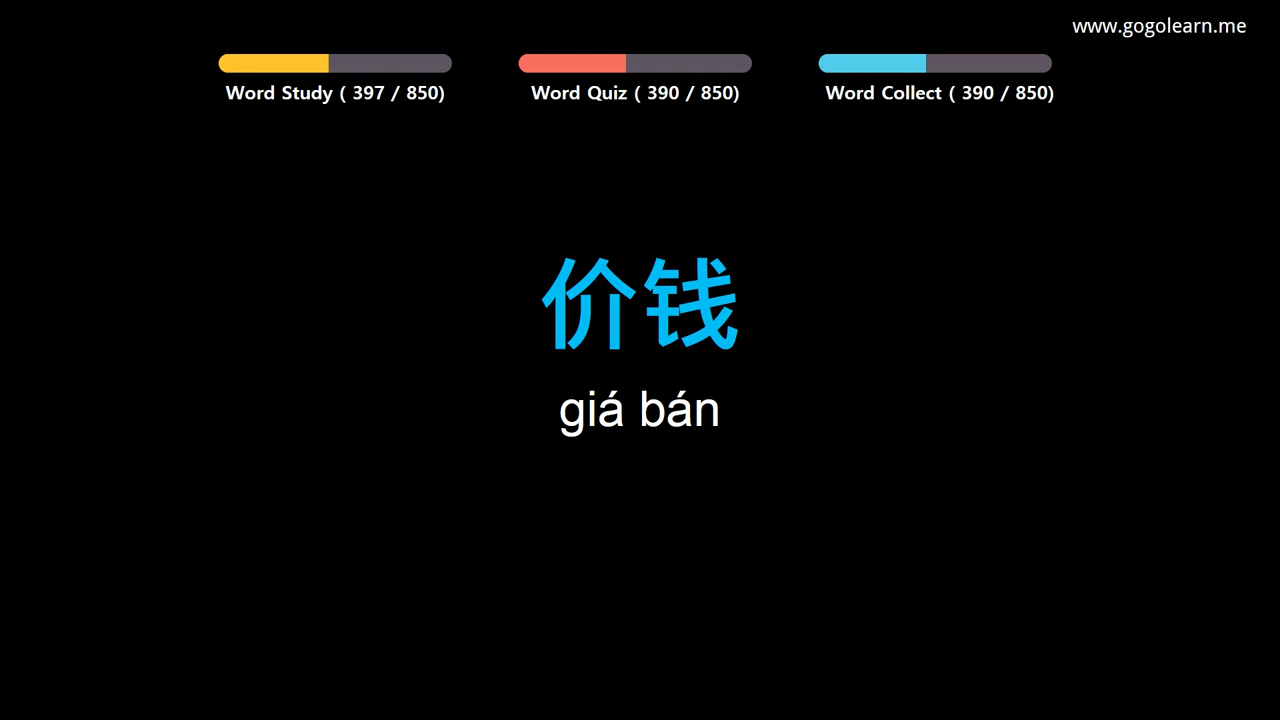 www.gogolearn.me
Word Study ( 397 / 850)
Word Quiz ( 390 / 850)
Word Collect ( 390 / 850)
价钱
giá bán